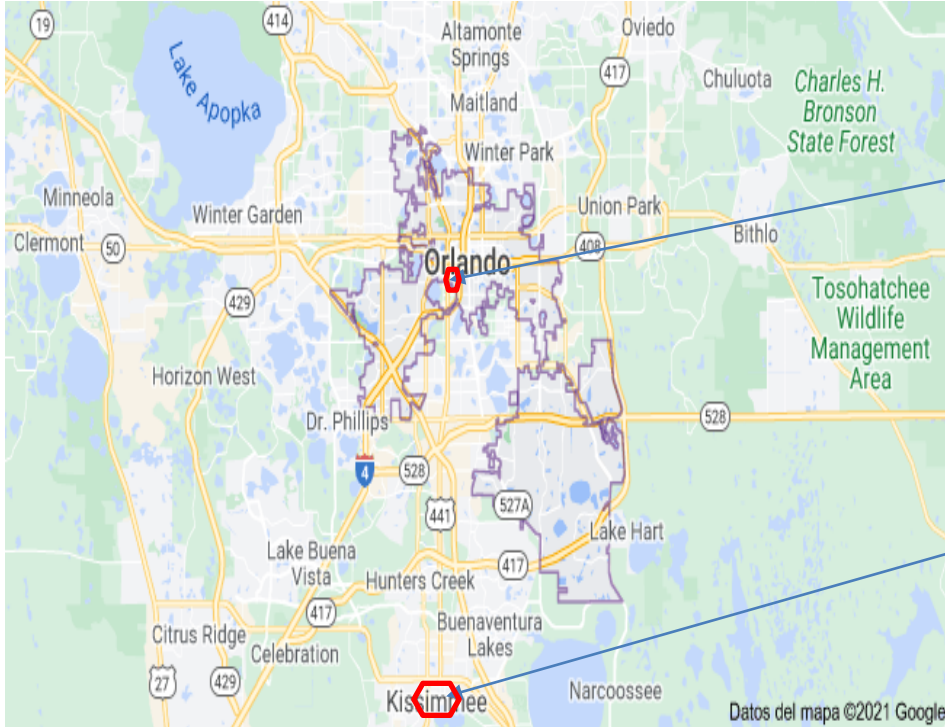 19
414
Altamonte
Springs
Oviedo
417
Lake Apopka
Chuluota
Charles H.
Bronson
State Forest
Maitland
Winter Park
Minneola
Winter Garden
Union Park
Clermont
50
408
Bithlo
Orlando
429
Tosohatchee
Wildlife
Management
Area
Horizon West
Dr. Phillips
528
4
528
441
527A
Lake Hart
Lake Buena
Vista
417
Hunters Creek
417
Buenaventura
Lakes
Citrus Ridge
Celebration
27
429
Kissimmee
Narcoossee
Datos del mapa ©2021 Google